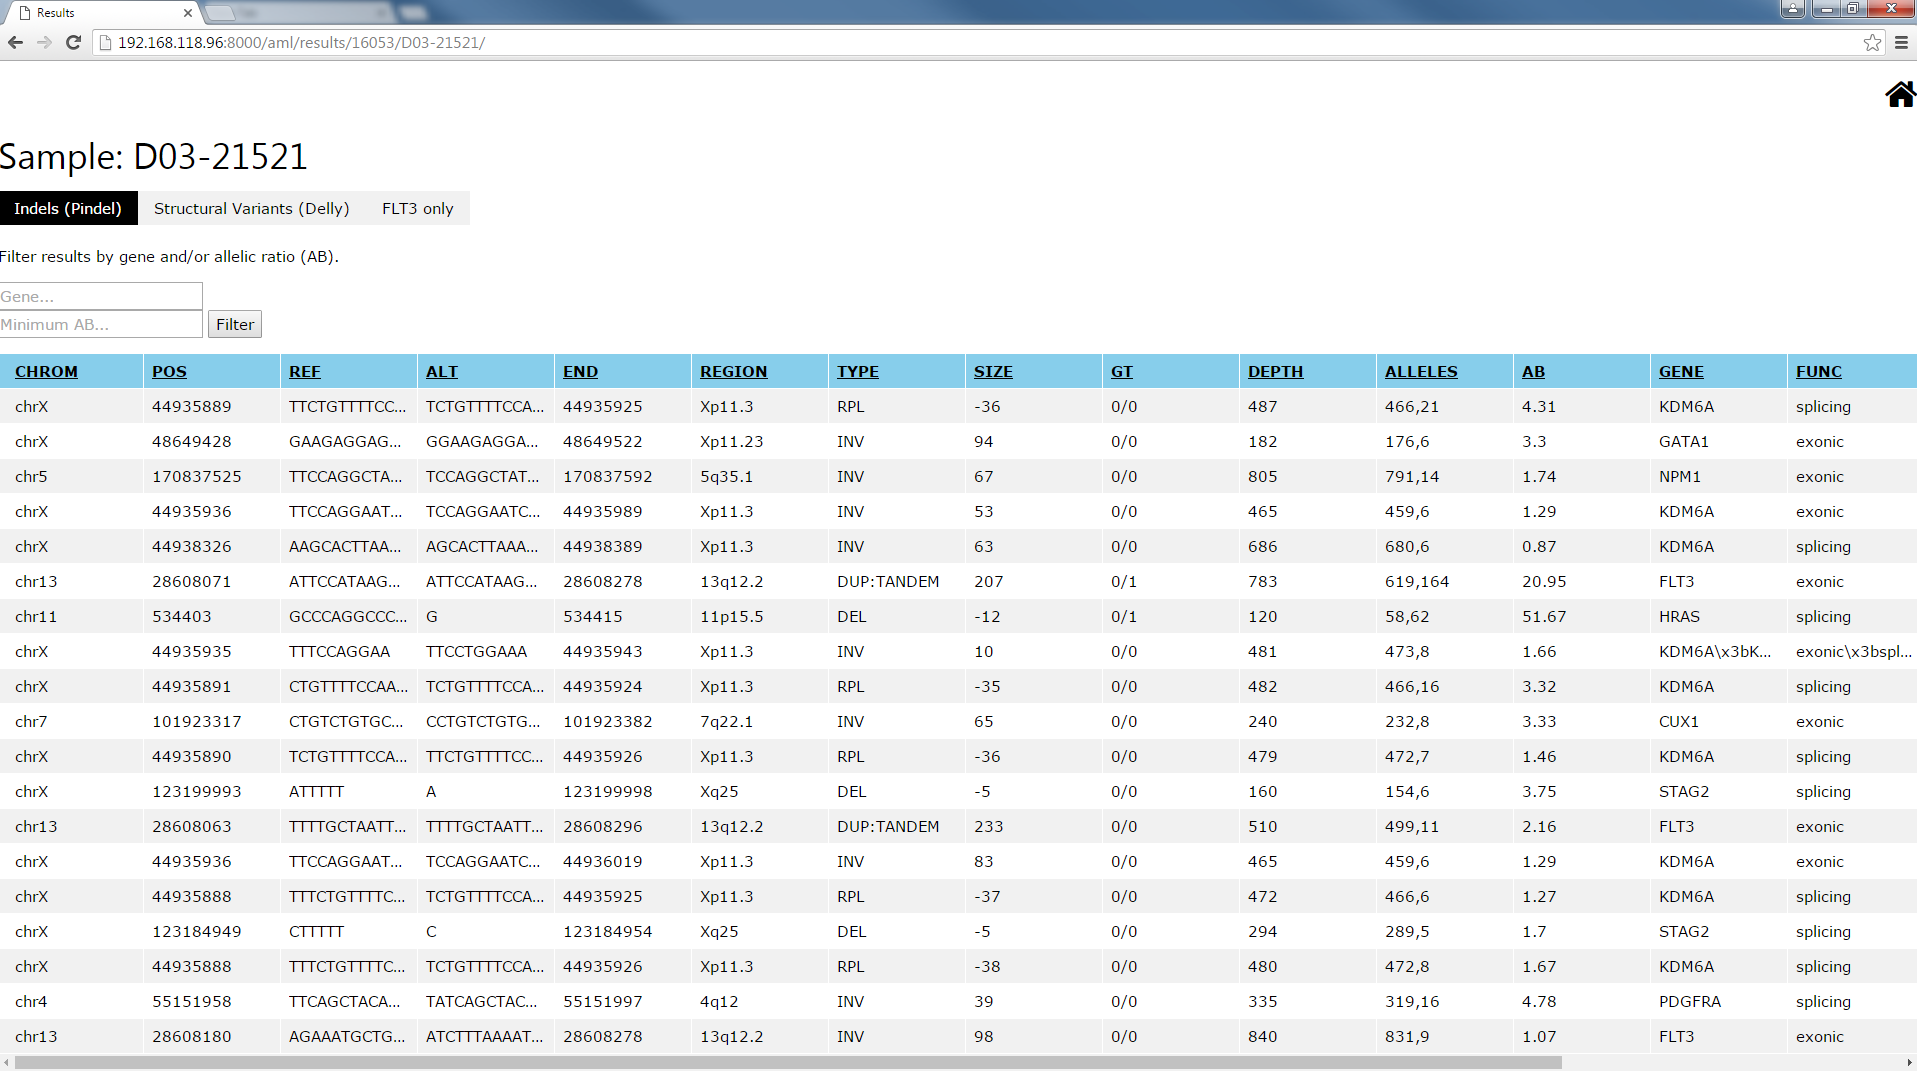 Results
192.168.118.96:8000/aml/results/16053/D03-21521/
Sample: D03-21521
Indels (Pindel) Structural Variants (Delly) FLT3 only
Filter results by gene and/or allelic ratio (AB).
Gene...
Minimum AB... Filter
CHROM POS REF ALT END REGION TYPE SIZE GT DEPTH ALLELES AB GENE FUNC
chrX 44935889 TTCTGTTTTCC... TCTGTTTTCCA... 44935925 Xp11.3 RPL -36 0/0 487 466,21 4.31 KDM6A splicing
chrX 48649428 GAAGAGGAG... GGAAGAGGA... 48649522 Xp11.23 INV 94 0/0 182 176,6 3.3 GATA1 exonic
chr5 170837525 TTCCAGGCTA... TCCAGGCTAT... 170837592 5q35.1 INV 67 0/0 805 791,14 1.74 NPM1 exonic
chrX 44935936 TTCCAGGAAT... TCCAGGAATC... 44935989 Xp11.3 INV 53 0/0 465 459,6 1.29 KDM6A exonic
chrX 44938326 AAGCACTTAA... AGCACTTAAA... 44938389 Xp11.3 INV 63 0/0 686 680,6 0.87 KDM6A splicing
chr13 28608071 ATTCCATAAG... ATTCCATAAG... 28608278 13q12.2 DUP:TANDEM 207 0/1 783 619,164 20.95 FLT3 exonic
chr11 534403 GCCCAGGCCC... G 534415 11p15.5 DEL -12 0/1 120 58,62 51.67 HRAS splicing
chrX 44935935 TTTCCAGGAA TTCCTGGAAA 44935943 Xp11.3 INV 10 0/0 481 473,8 1.66 KDM6A\x3bK... exonic\x3bspl...
chrX 44935891 CTGTTTTCCAA... TCTGTTTTCCA... 44935924 Xp11.3 RPL -35 0/0 482 466,16 3.32 KDM6A splicing
chr7 101923317 CTGTCTGTGC... CCTGTCTGTG... 101923382 7q22.1 INV 65 0/0 240 232,8 3.33 CUX1 exonic
chrX 44935890 TCTGTTTTCCA... TTCTGTTTTCC... 44935926 Xp11.3 RPL -36 0/0 479 472,7 1.46 KDM6A splicing
chrX 123199993 ATTTTT A 123199998 Xq25 DEL -5 0/0 160 154,6 3.75 STAG2 splicing
chr13 28608063 TTTTGCTAATT... TTTTGCTAATT... 28608296 13q12.2 DUP:TANDEM 233 0/0 510 499,11 2.16 FLT3 exonic
chrX 44935936 TTCCAGGAAT... TCCAGGAATC... 44936019 Xp11.3 INV 83 0/0 465 459,6 1.29 KDM6A exonic
chrX 44935888 TTTCTGTTTTC... TCTGTTTTCCA... 44935925 Xp11.3 RPL -37 0/0 472 466,6 1.27 KDM6A splicing
chrX 123184949 CTTTTT C 123184954 Xq25 DEL -5 0/0 294 289,5 1.7 STAG2 splicing
chrX 44935888 TTTCTGTTTTC... TCTGTTTTCCA... 44935926 Xp11.3 RPL -38 0/0 480 472,8 1.67 KDM6A splicing
chr4 55151958 TTCAGCTACA... TATCAGCTAC... 55151997 4q12 INV 39 0/0 335 319,16 4.78 PDGFRA splicing
chr13 28608180 AGAAATGCTG... ATCTTTAAAAT... 28608278 13q12.2 INV 98 0/0 840 831,9 1.07 FLT3 exonic